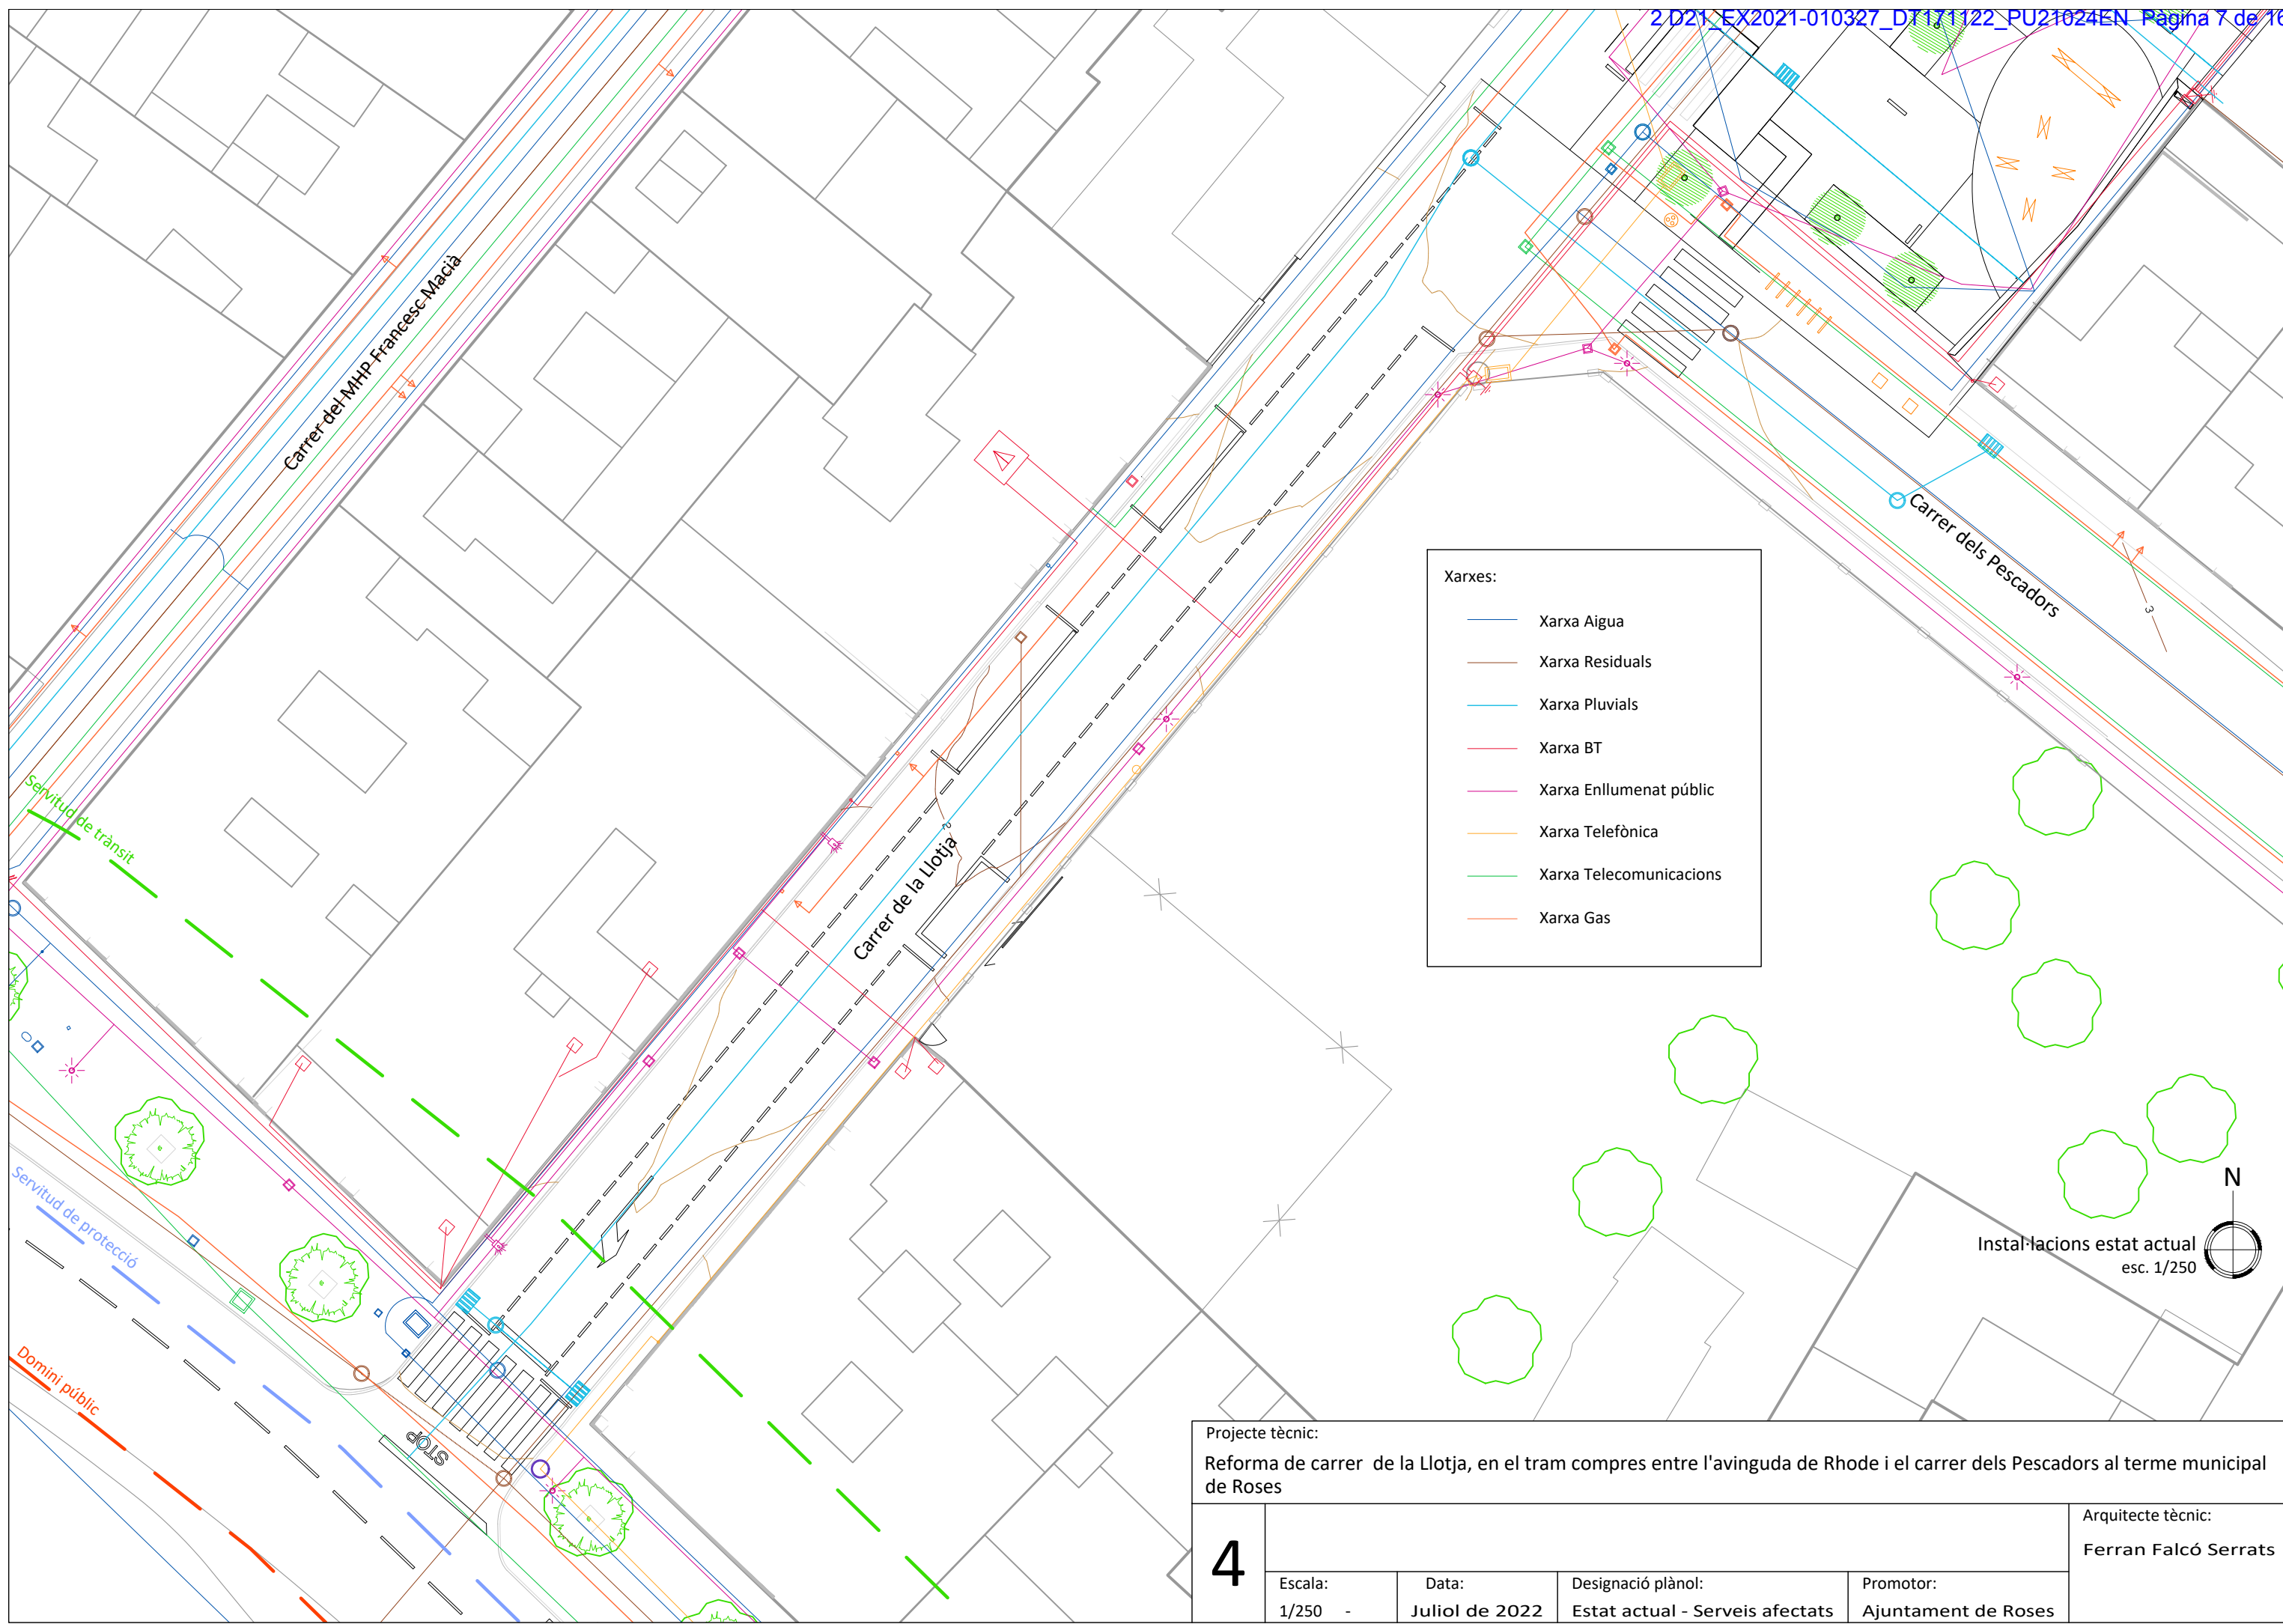 2 D21_EX2021-010327_DT171122_PU21024EN Pagina 7 de 16
Carrer del MHP Francesc Macià
Carrer dels Pescadors
3
Xarxes:
Xarxa Aigua
Xarxa Residuals
Xarxa Pluvials
Xarxa BT
Xarxa Enllumenat públic
Xarxa Telefònica
Xarxa Telecomunicacions
Xarxa Gas
Servitud de trànsit
2
Carrer de la Llotja
Servitud de protecció
Domini públic
STOP
N
Instal·lacions estat actual
esc. 1/250
Projecte tècnic:
Reforma de carrer de la Llotja, en el tram compres entre l'avinguda de Rhode i el carrer dels Pescadors al terme municipal
de Roses
4
Arquitecte tècnic:
Ferran Falcó Serrats
Escala:
1/250 -
Data:
Juliol de 2022
Designació plànol:
Estat actual - Serveis afectats
Promotor:
Ajuntament de Roses